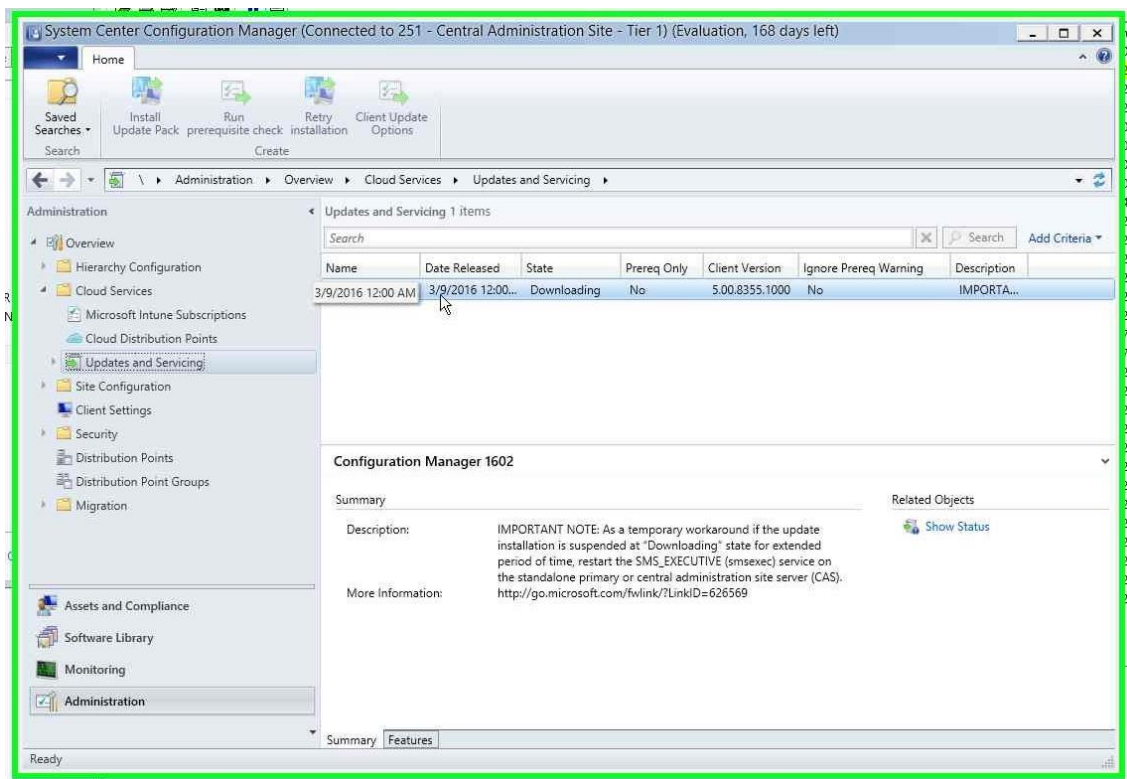 System Center Configuration Manager (Connected to 251 - Central Administration Site - Tier 1) (Evaluation, 168 days left)
Home
Saved Searches
Install Update Pack
Run prerequisite check
Retry installation
Client Update Options
Search
Create
\ Administration Overview Cloud Services Updates and Servicing
Administration
Overview
Hierarchy Configuration
Cloud Services
Microsoft Intune Subscriptions
Cloud Distribution Points
Updates and Servicing
Site Configuration
Client Settings
Security
Distribution Points
Distribution Point Groups
Migration
Assets and Compliance
Software Library
Monitoring
Administration
Updates and Servicing 1 items
Search Search Add Criteria
Name Date Released State Prereq Only Client Version Ignore Prereq Warning Description
3/9/2016 12:00 AM 3/9/2016 12:00... Downloading No 5.00.8355.1000 No IMPORTA...
Configuration Manager 1602
Summary
Description: IMPORTANT NOTE: As a temporary workaround if the update
installation is suspended at "Downloading" state for extended
period of time, restart the SMS_EXECUTIVE (smsexec) service on
the standalone primary or central administration site server (CAS).
More Information: http://go.microsoft.com/fwlink/?LinkID=626569
Related Objects
Show Status
Summary Features
Ready